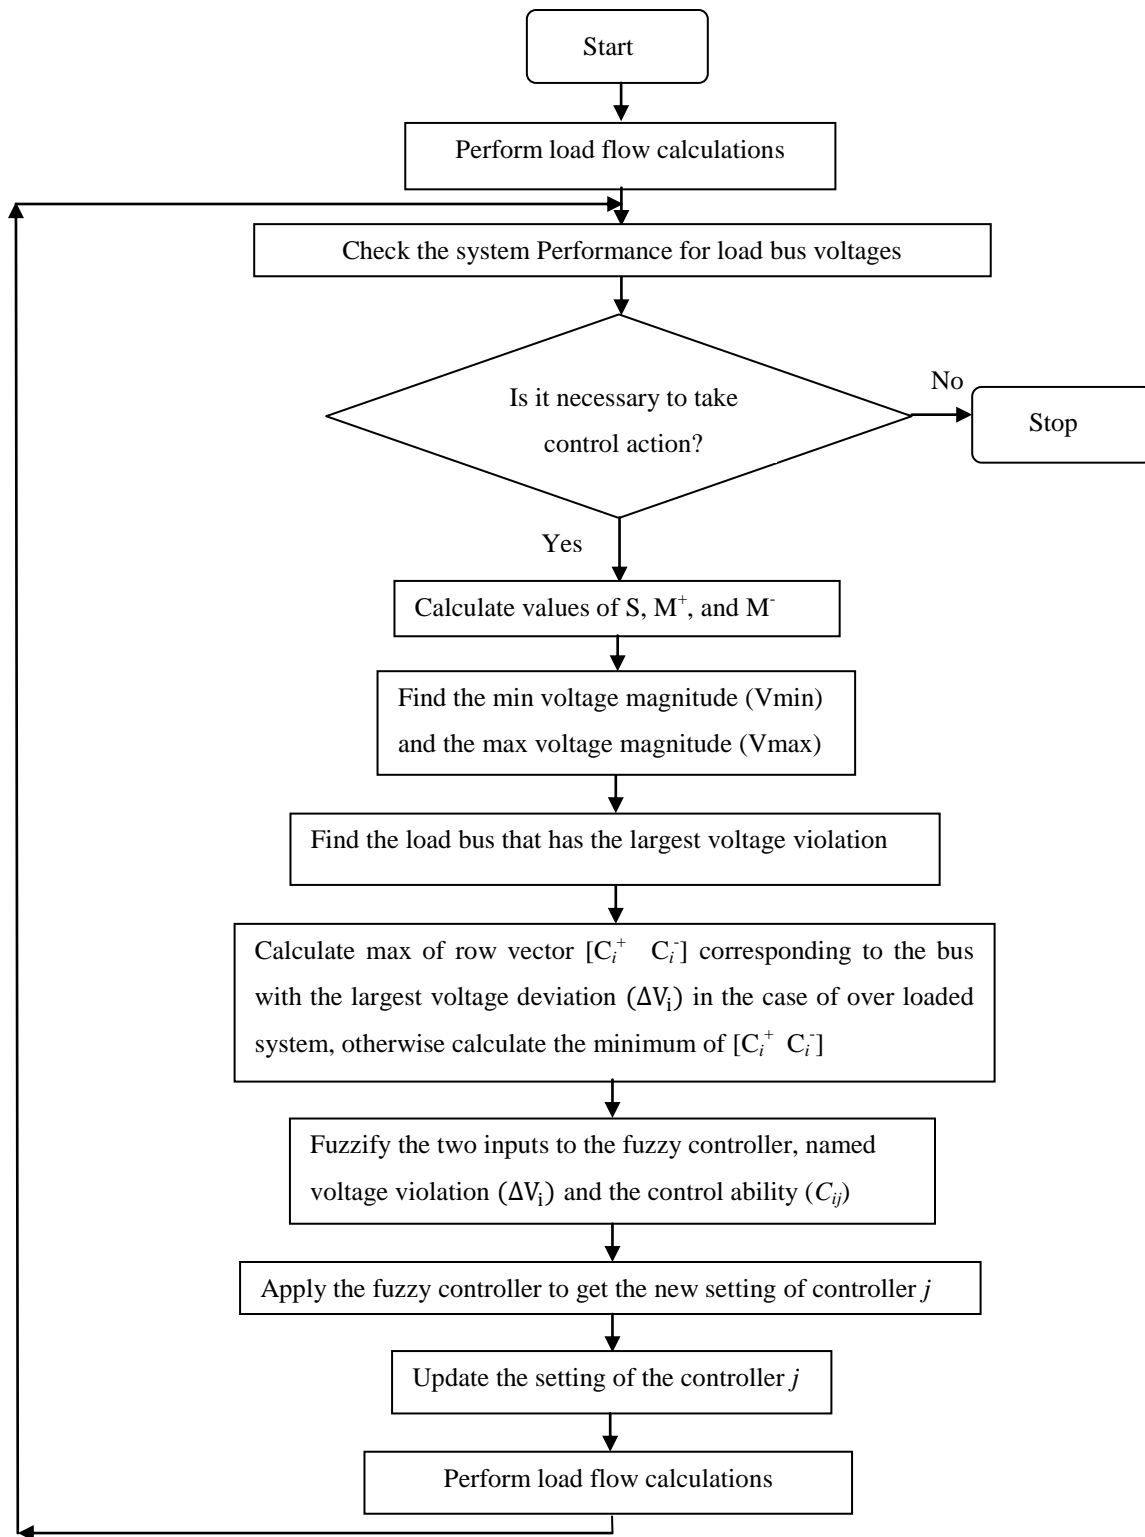 Start
Perform load flow calculations
Check the system Performance for load bus voltages
Is it necessary to take
control action?
No
Stop
Yes
Calculate values of S, M⁺, and M⁻
Find the min voltage magnitude (Vmin)
and the max voltage magnitude (Vmax)
Find the load bus that has the largest voltage violation
Calculate max of row vector [Cᵢ⁺ Cᵢ⁻] corresponding to the bus
with the largest voltage deviation (ΔVᵢ) in the case of over loaded
system, otherwise calculate the minimum of [Cᵢ⁺ Cᵢ⁻]
Fuzzify the two inputs to the fuzzy controller, named
voltage violation (ΔVᵢ) and the control ability (Cᵢⱼ)
Apply the fuzzy controller to get the new setting of controller j
Update the setting of the controller j
Perform load flow calculations